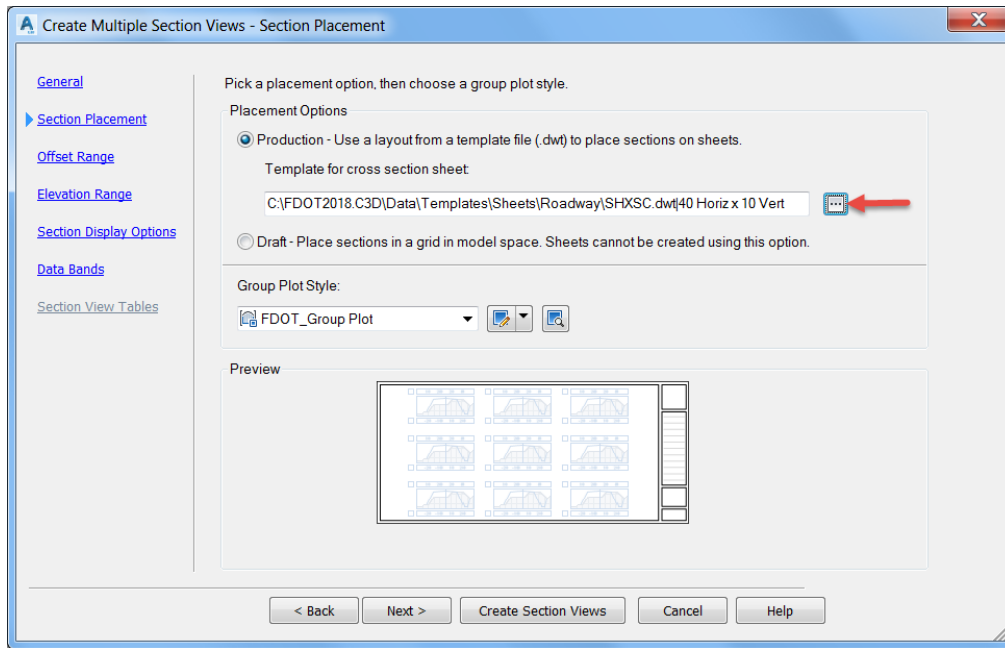 Create Multiple Section Views - Section Placement
General
Section Placement
Offset Range
Elevation Range
Section Display Options
Data Bands
Section View Tables
Pick a placement option, then choose a group plot style.
Placement Options
Production - Use a layout from a template file (.dwt) to place sections on sheets.
Template for cross section sheet:
C:\FDOT2018.C3D\Data\Templates\Sheets\Roadway\SHXSC.dwt|40 Horiz x 10 Vert
...
Draft - Place sections in a grid in model space. Sheets cannot be created using this option.
Group Plot Style:
FDOT_Group Plot
Preview
< Back
Next >
Create Section Views
Cancel
Help